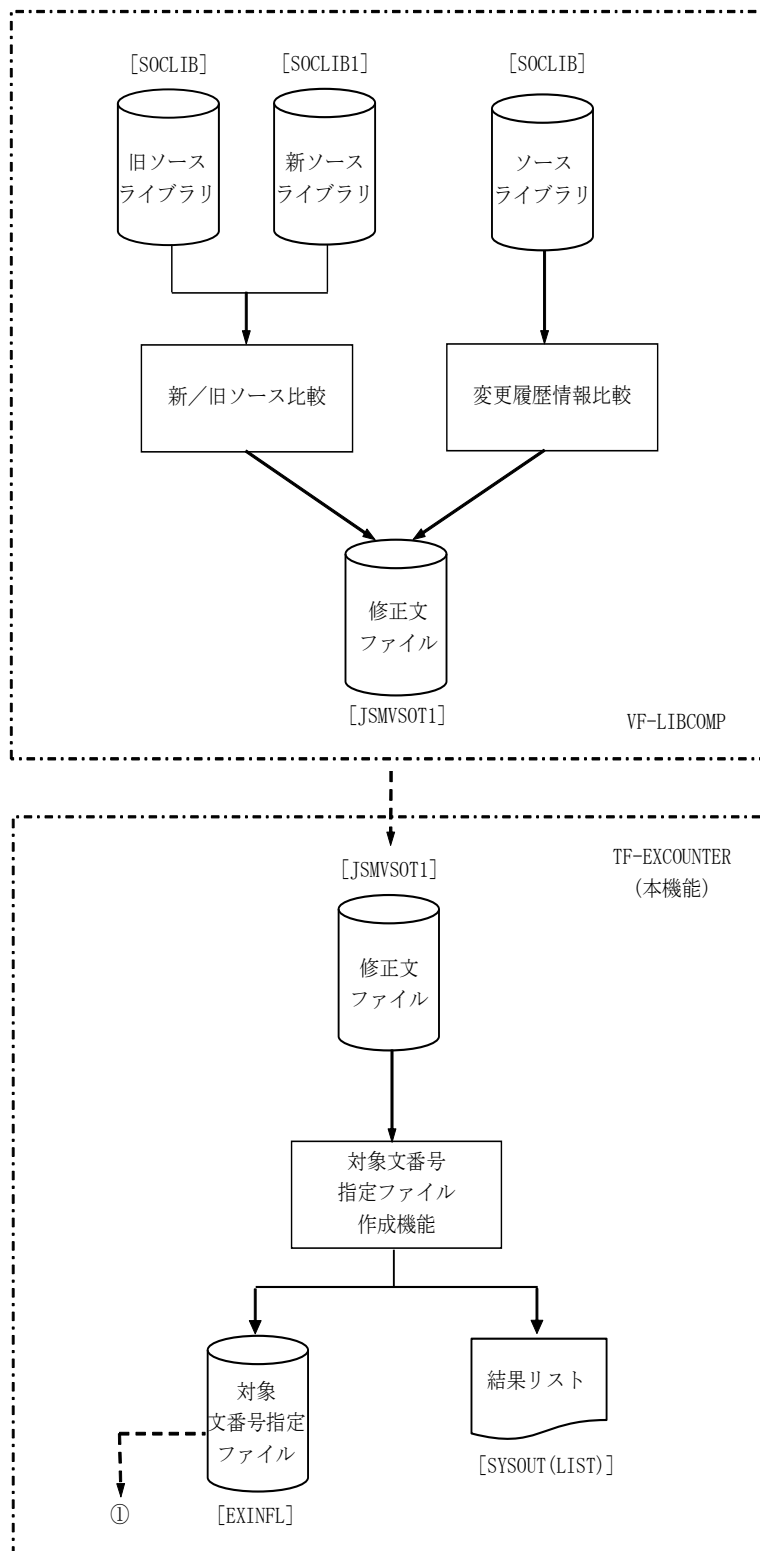 [SOCLIB]
[SOCLIB1]
[SOCLIB]
旧ソース
ライブラリ
新ソース
ライブラリ
ソース
ライブラリ
新／旧ソース比較
変更履歴情報比較
修正文
ファイル
[JSMVSOT1]
VF-LIBCOMP
TF-EXCOUNTER
(本機能)
[JSMVSOT1]
修正文
ファイル
対象文番号
指定ファイル
作成機能
対象
文番号指定
ファイル
結果リスト
[SYSOUT(LIST)]
①
[EXINFL]